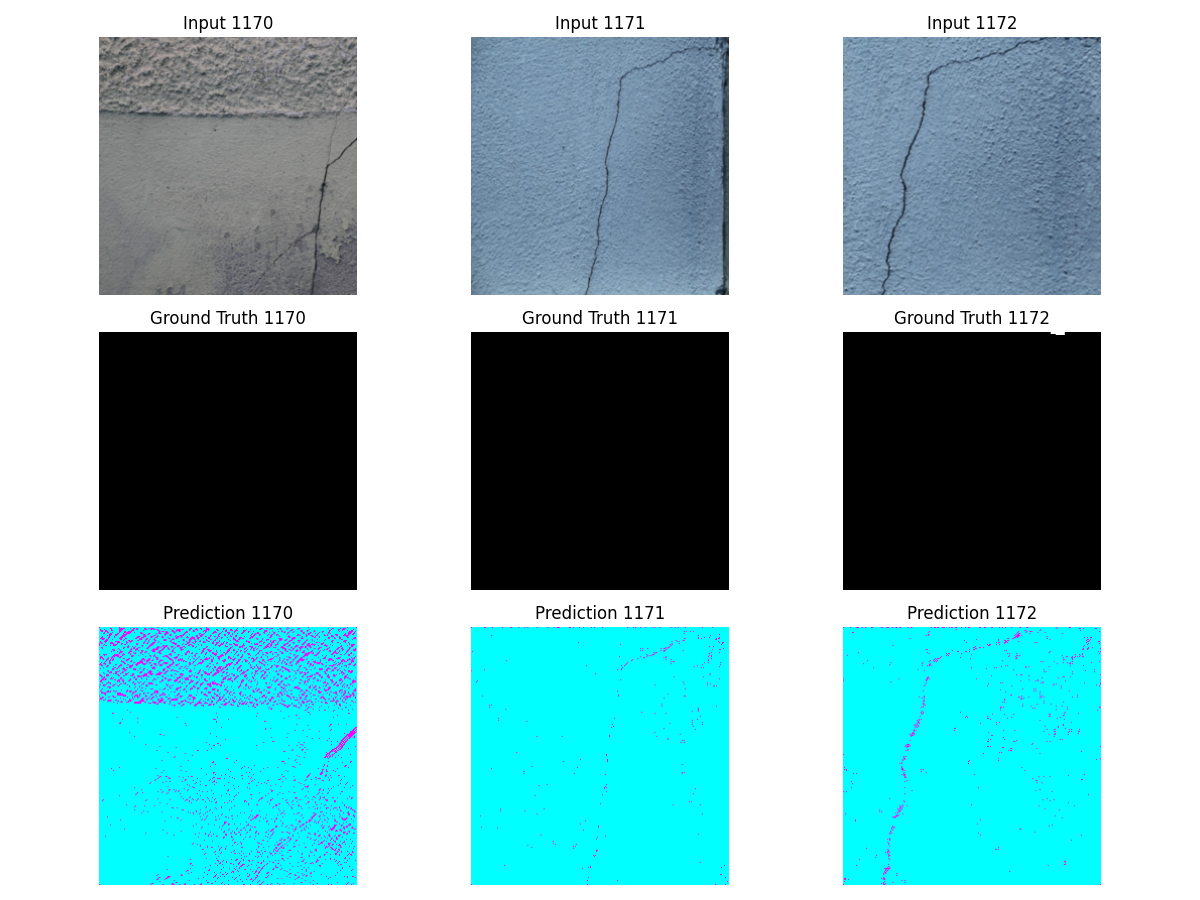 Input 1170
Input 1171
Input 1172
Ground Truth 1170
Ground Truth 1171
Ground Truth 1172
Prediction 1170
Prediction 1171
Prediction 1172